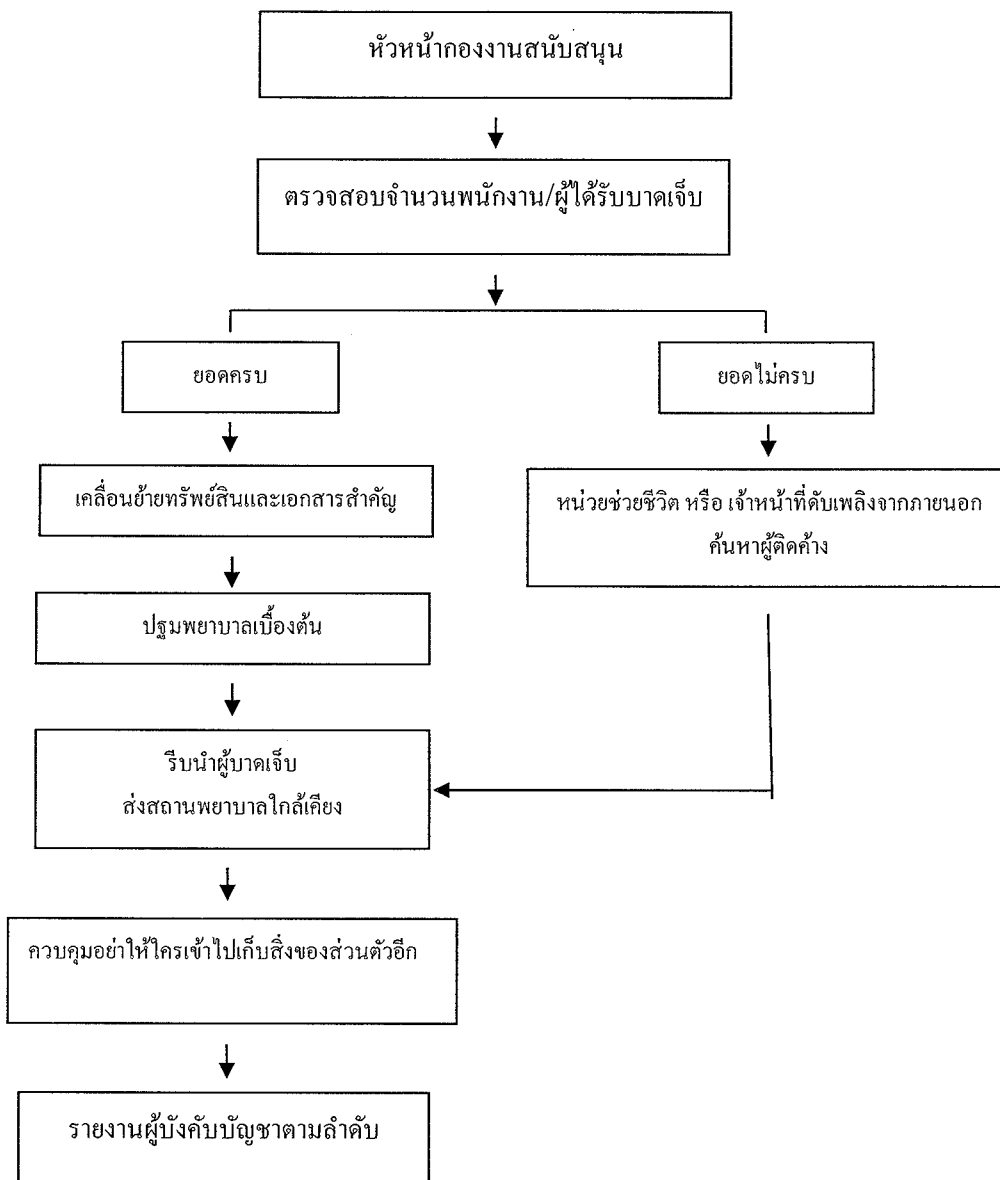 หัวหน้ากองงานสนับสนุน
ตรวจสอบจำนวนพนักงาน/ผู้ได้รับบาดเจ็บ
ยอดครบ
ยอดไม่ครบ
เคลื่อนย้ายทรัพย์สินและเอกสารสำคัญ
หน่วยช่วยชีวิต หรือ เจ้าหน้าที่ดับเพลิงจากภายนอก
ค้นหาผู้ติดค้าง
ปฐมพยาบาลเบื้องต้น
รีบนำผู้บาดเจ็บ
ส่งสถานพยาบาลใกล้เคียง
ควบคุมอย่าให้ใครเข้าไปเก็บสิ่งของส่วนตัวอีก
รายงานผู้บังคับบัญชาตามลำดับ